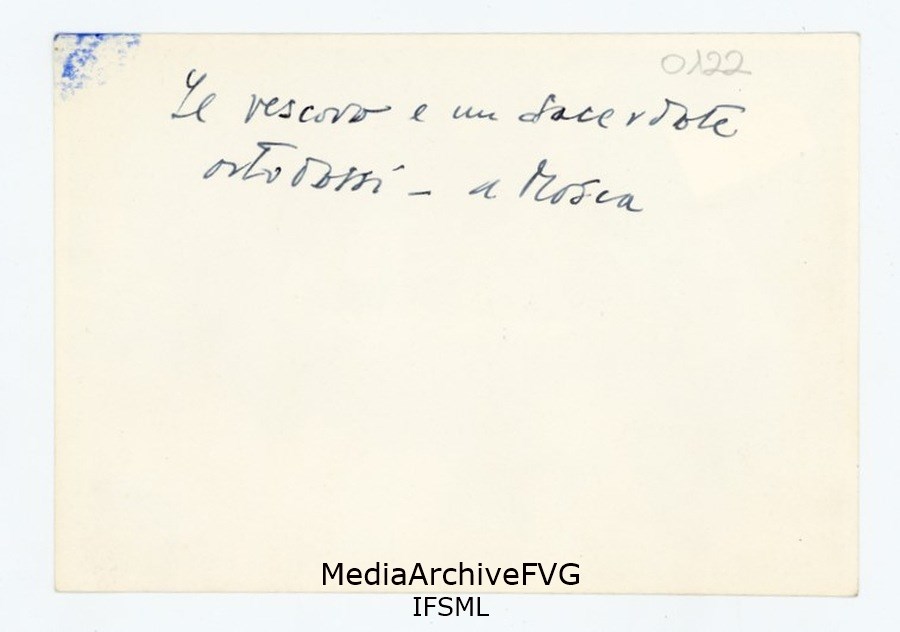 0122
Il vescovo e un sacerdote
ortodossi - a Mosca
MediaArchiveFVG
IFSML